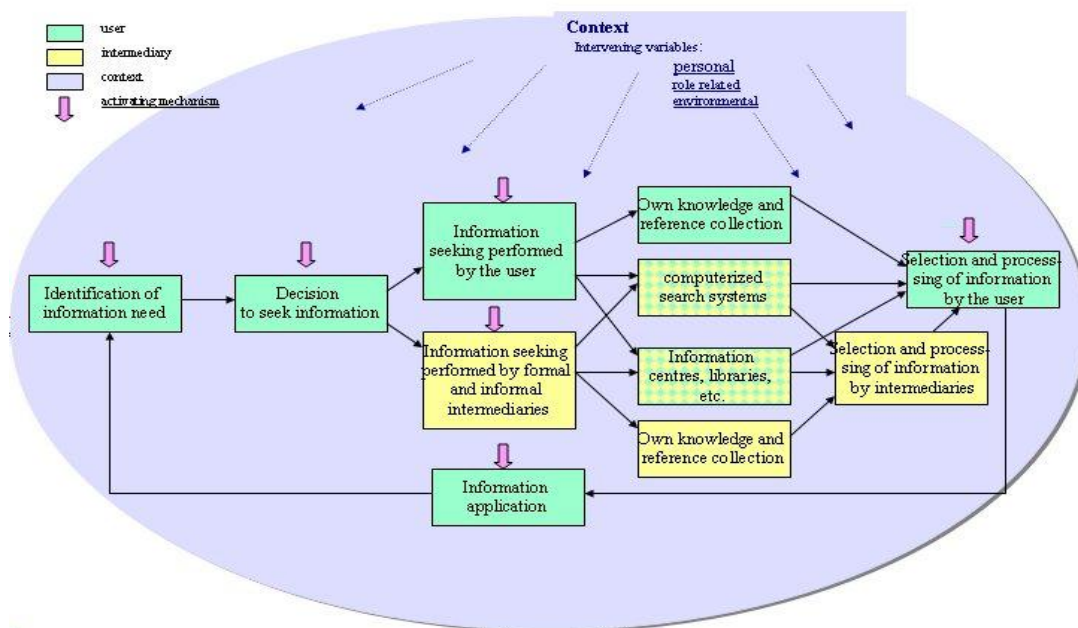 user
intermediary
context
activating mechanism
Context
Intervening variables:
personal
role related
environmental
Identification of
information need
Decision
to seek information
Information
seeking performed
by the user
Information seeking
performed by formal
and informal
intermediaries
Own knowledge and
reference collection
computerized
search systems
Information
centres, libraries,
etc.
Own knowledge and
reference collection
Selection and process-
sing of information
by the user
Selection and process-
sing of information
by intermediaries
Information
application